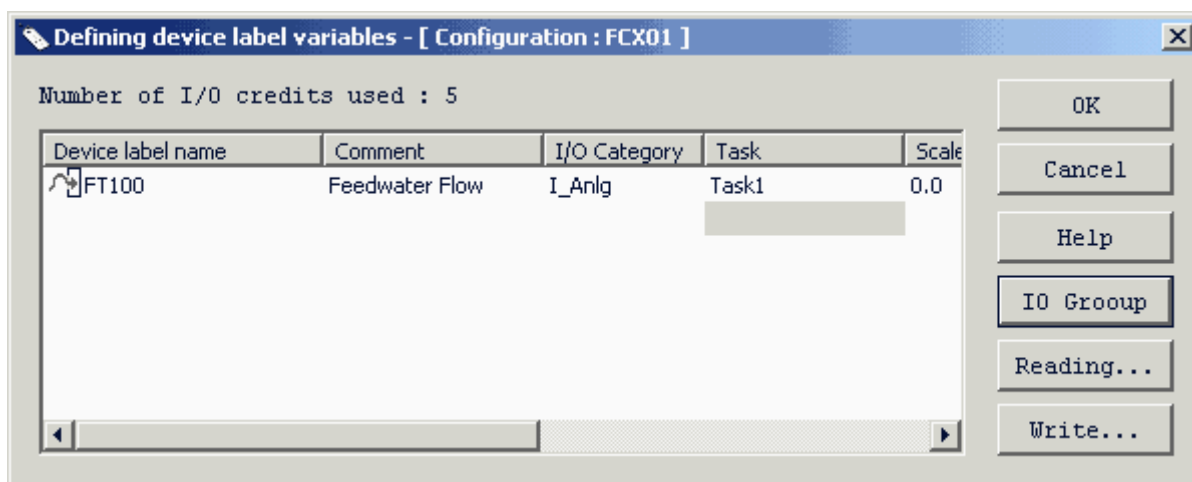 Defining device label variables - [ Configuration : FCX01 ]
Number of I/O credits used : 5
Device label name Comment I/O Category Task Scale
FT100 Feedwater Flow I_Anlg Task1 0.0
OK
Cancel
Help
IO Grooup
Reading...
Write...